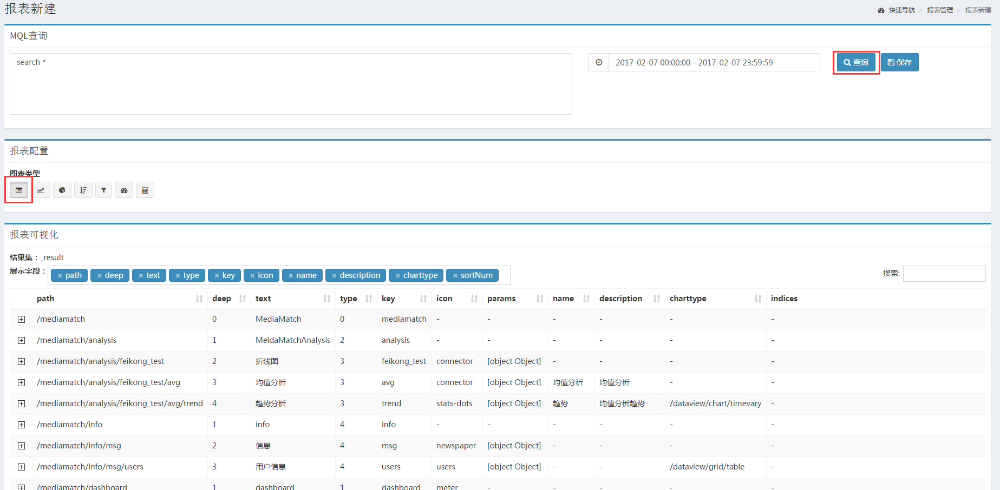 报表新建
快速导航 > 报表管理 > 报表新建
MQL查询
search *
2017-02-07 00:00:00 - 2017-02-07 23:59:59
查询 保存
报表配置
图表类型
报表可视化
结果集：_result
展示字段： × path × deep × text × type × key × icon × name × description × charttype × sortNum
搜索:
path deep text type key icon params name description charttype indices
/mediamatch 0 MediaMatch 0 mediamatch - - - - - -
/mediamatch/analysis 1 MeidaMatchAnalysis 2 analysis - - - - - -
/mediamatch/analysis/feikong_test 2 折线图 3 feikong_test connector [object Object] - - - -
/mediamatch/analysis/feikong_test/avg 3 均值分析 3 avg connector [object Object] 均值分析 均值分析 - -
/mediamatch/analysis/feikong_test/avg/trend 4 趋势分析 3 trend stats-dots [object Object] 趋势 均值分析趋势 /dataview/chart/timevary -
/mediamatch/info 1 info 4 info - - - - - -
/mediamatch/info/msg 2 信息 4 msg newspaper [object Object] - - - -
/mediamatch/info/msg/users 3 用户信息 4 users users [object Object] - - /dataview/grid/table -
/mediamatch/dashboard 1 dashboard 1 dashboard meter - - - - -